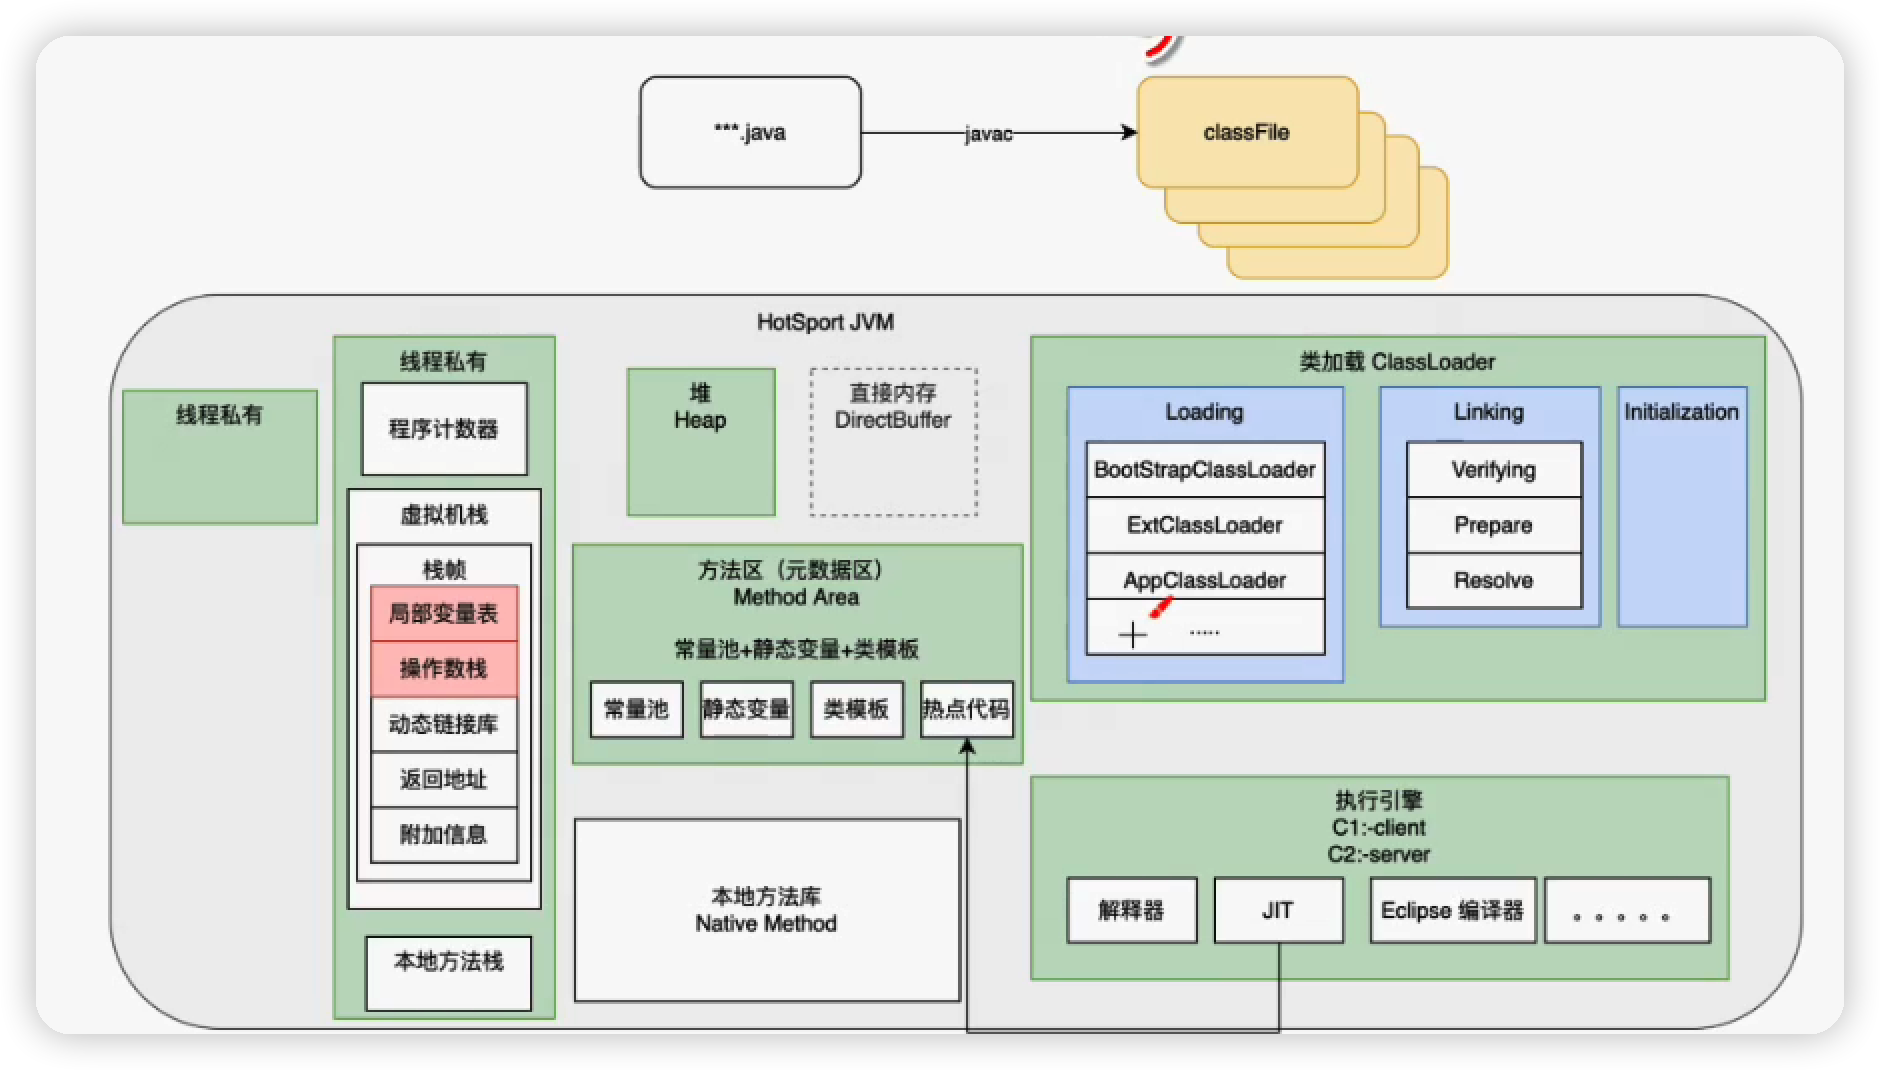 ***.java
javac
classFile
HotSport JVM
线程私有
线程私有
程序计数器
虚拟机栈
栈帧
局部变量表
操作数栈
动态链接库
返回地址
附加信息
本地方法栈
堆
Heap
直接内存
DirectBuffer
方法区（元数据区）
Method Area
常量池+静态变量+类模板
常量池
静态变量
类模板
热点代码
本地方法库
Native Method
类加载 ClassLoader
Loading
BootStrapClassLoader
ExtClassLoader
AppClassLoader
.....
Linking
Verifying
Prepare
Resolve
Initialization
执行引擎
C1:-client
C2:-server
解释器
JIT
Eclipse 编译器
。。。。。